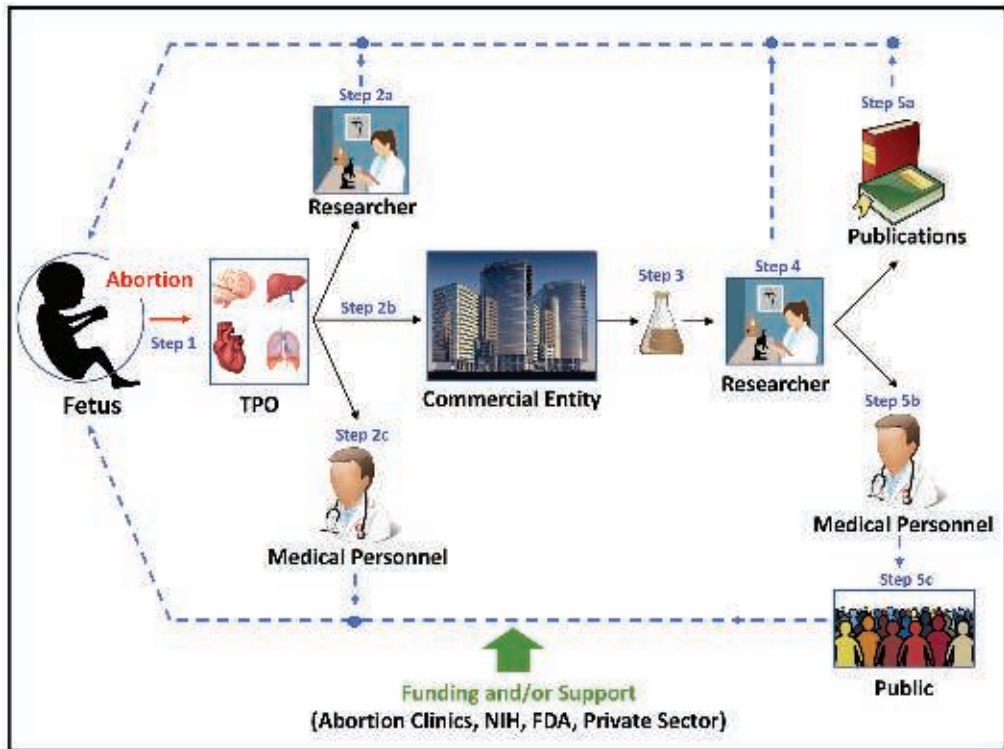 Step 2a
Step 5a
Researcher
Publications
Abortion
Step 1
Step 2b
Step 3
Step 4
Fetus
TPO
Commercial Entity
Researcher
Step 2c
Step 5b
Medical Personnel
Medical Personnel
Step 5c
Public
Funding and/or Support
(Abortion Clinics, NIH, FDA, Private Sector)